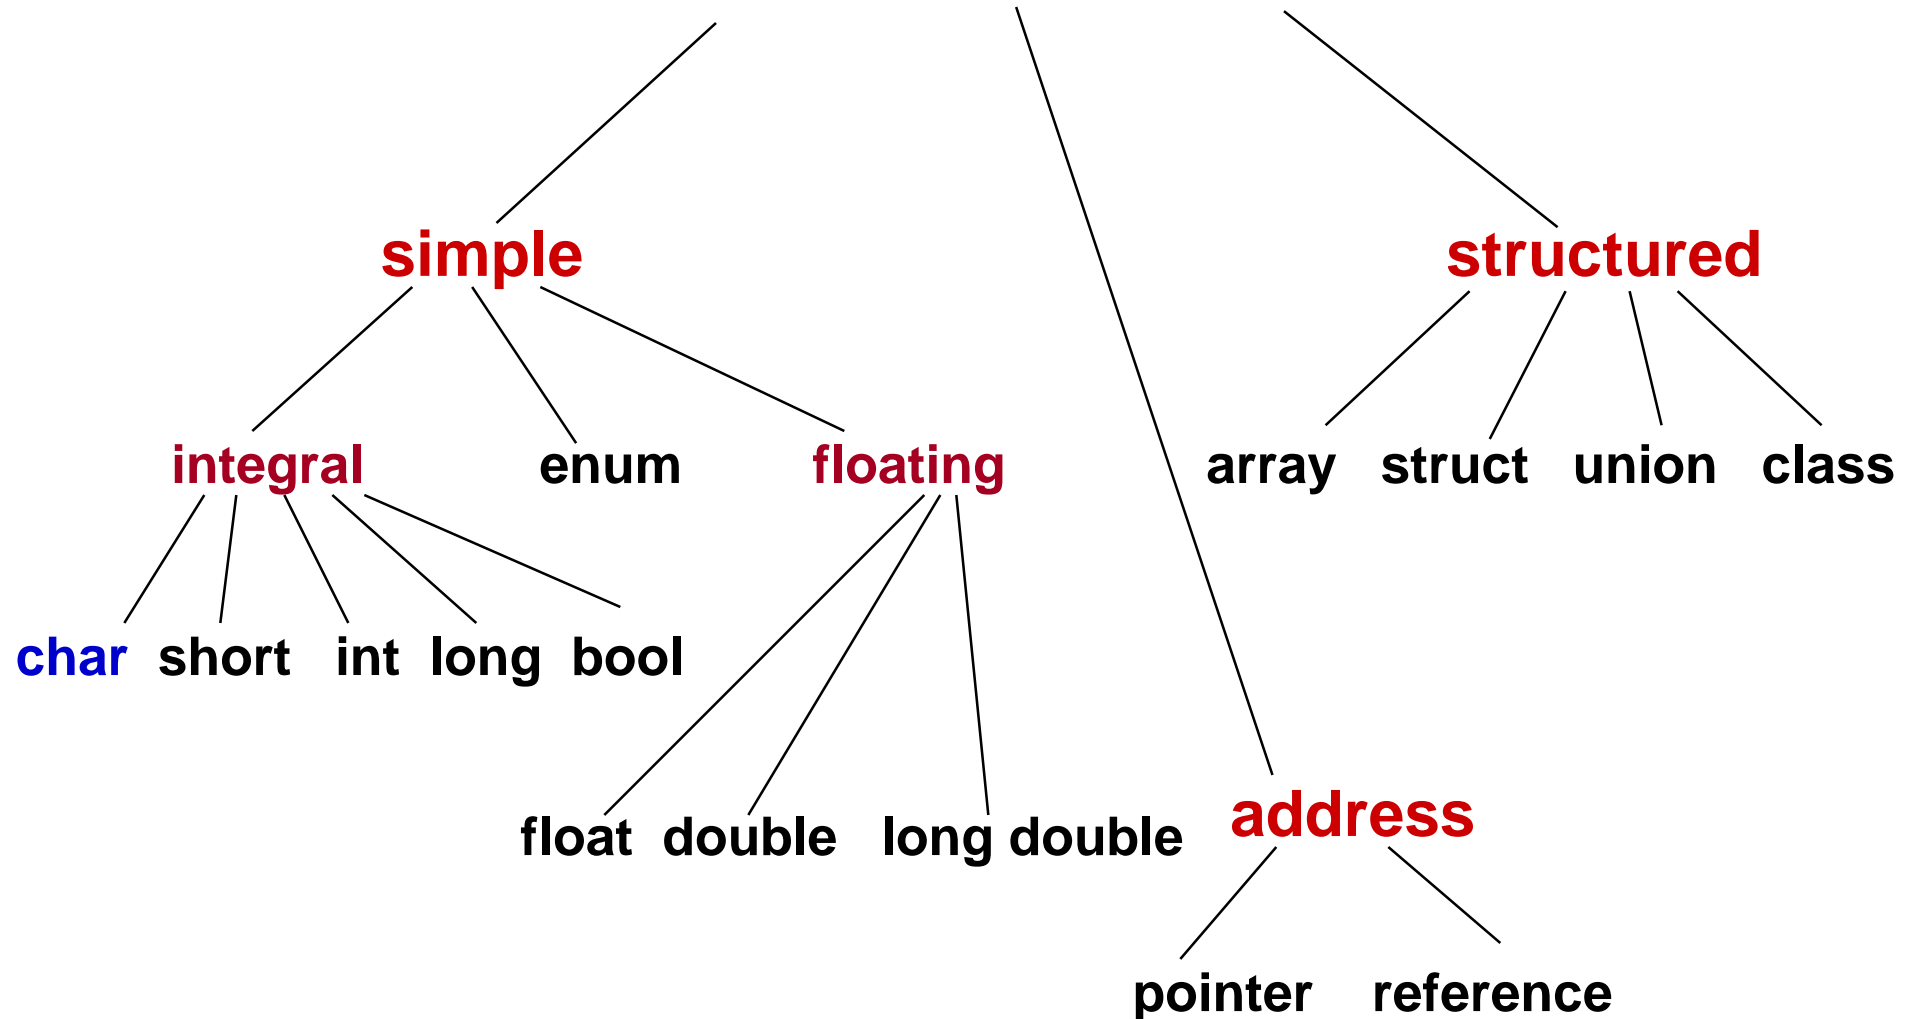 simple structured
integral enum floating array struct union class
char short int long bool
float double long double address
pointer reference